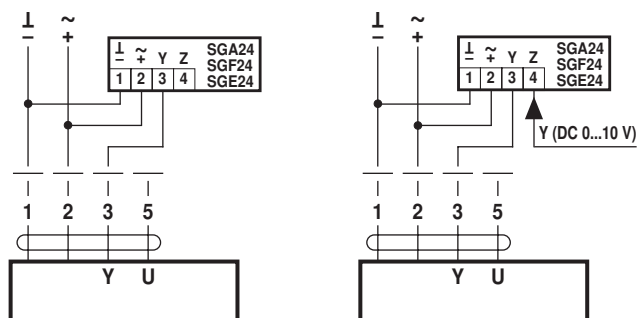 ⊥ ~
− +
⊥ ~ Y Z
− +
1 2 3 4
SGA24
SGF24
SGE24
1 2 3 5
Y U
⊥ ~
− +
⊥ ~ Y Z
− +
1 2 3 4
SGA24
SGF24
SGE24
Y (DC 0...10 V)
1 2 3 5
Y U